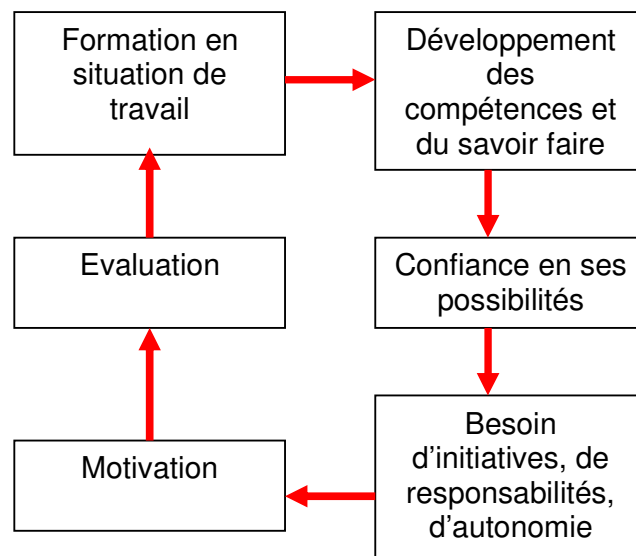 Formation en
situation de
travail
Développement
des
compétences et
du savoir faire
Evaluation
Confiance en ses
possibilités
Motivation
Besoin
d'initiatives, de
responsabilités,
d'autonomie